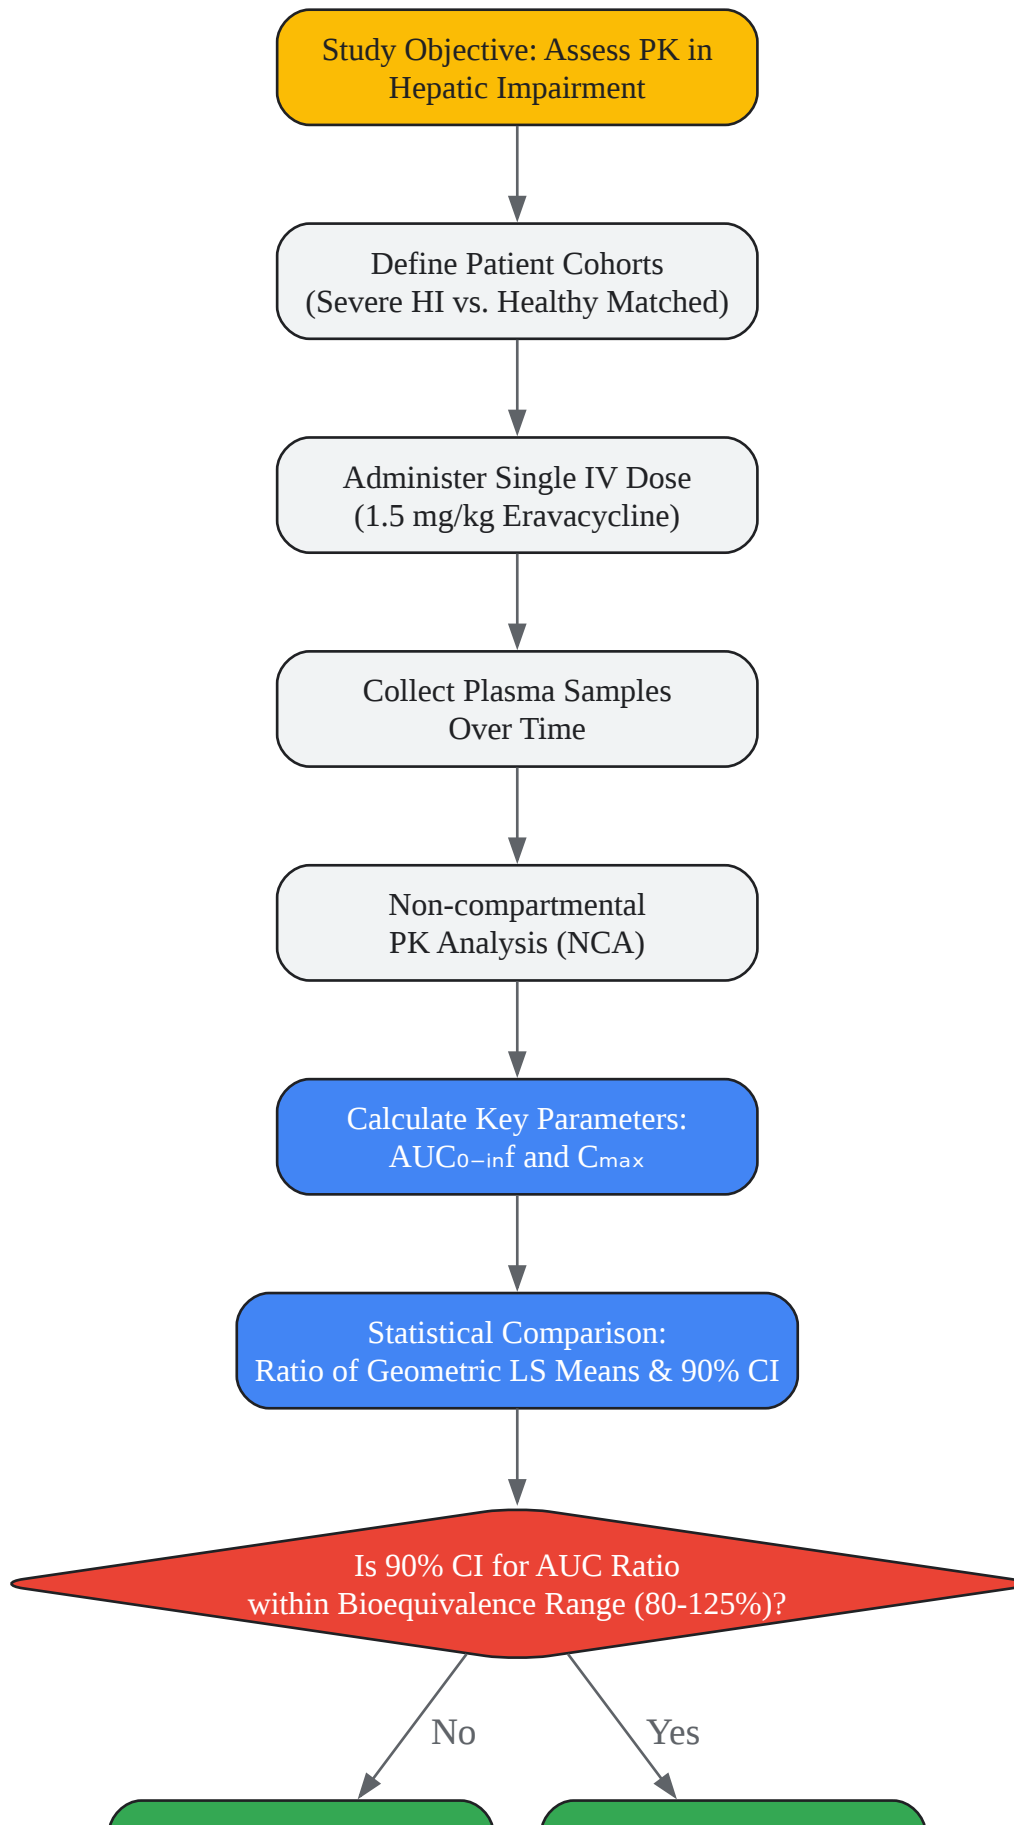 Study Objective: Assess PK in
Hepatic Impairment
Define Patient Cohorts
(Severe HI vs. Healthy Matched)
Administer Single IV Dose
(1.5 mg/kg Eravacycline)
Collect Plasma Samples
Over Time
Non-compartmental
PK Analysis (NCA)
Calculate Key Parameters:
AUC₀₋ᵢₙf and Cₘₐₓ
Statistical Comparison:
Ratio of Geometric LS Means & 90% CI
Is 90% CI for AUC Ratio
within Bioequivalence Range (80-125%)?
No
Yes